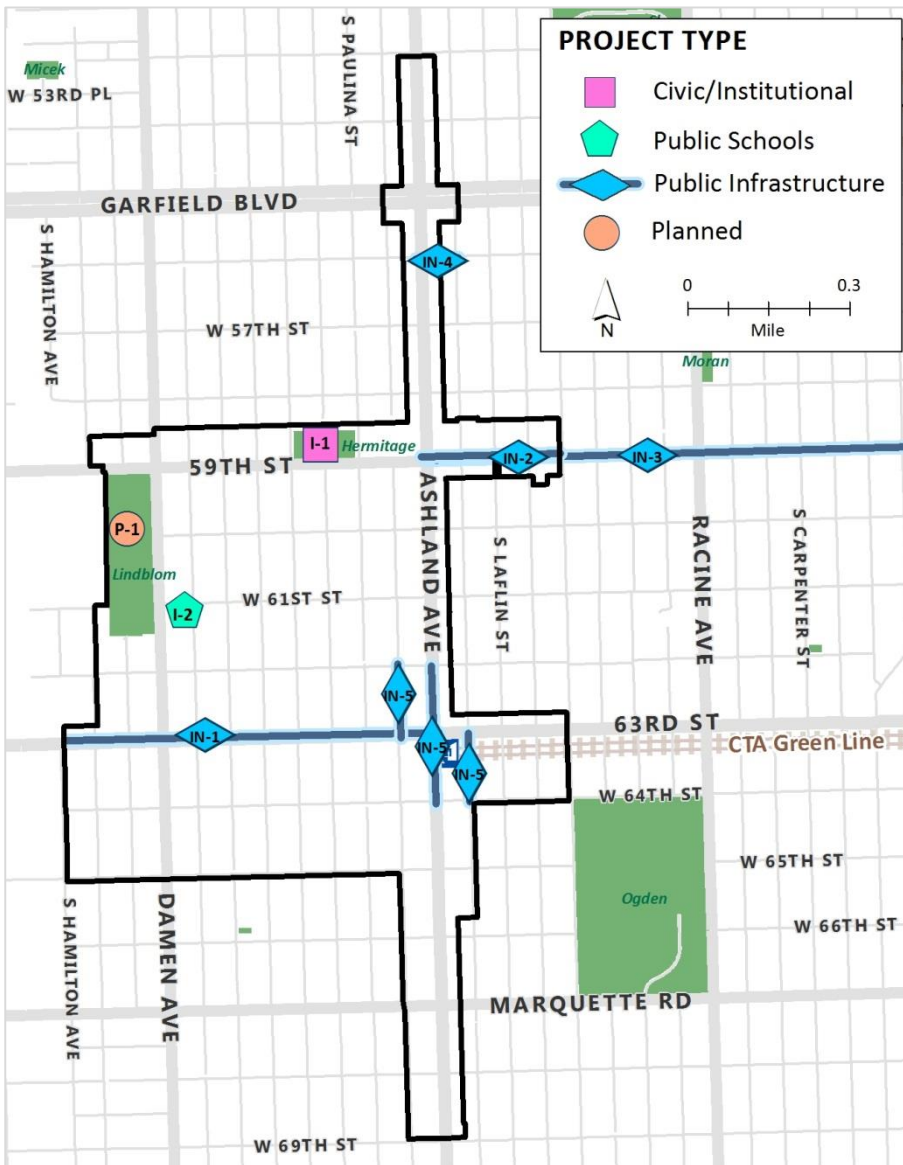 PROJECT TYPE
Civic/Institutional
Public Schools
Public Infrastructure
Planned
0
0.3
N
Mile
Micek
W 53RD PL
S PAULINA ST
GARFIELD BLVD
S HAMILTON AVE
IN-4
W 57TH ST
Moran
I-1
Hermitage
59TH ST
IN-2
IN-3
P-1
Lindblom
ASHLAND AVE
S LAFLIN ST
RACINE AVE
S CARPENTER ST
W 61ST ST
I-2
IN-5
63RD ST
IN-1
IN-5
CTA Green Line
IN-5
W 64TH ST
W 65TH ST
Ogden
W 66TH ST
S HAMILTON AVE
DAMEN AVE
MARQUETTE RD
W 69TH ST